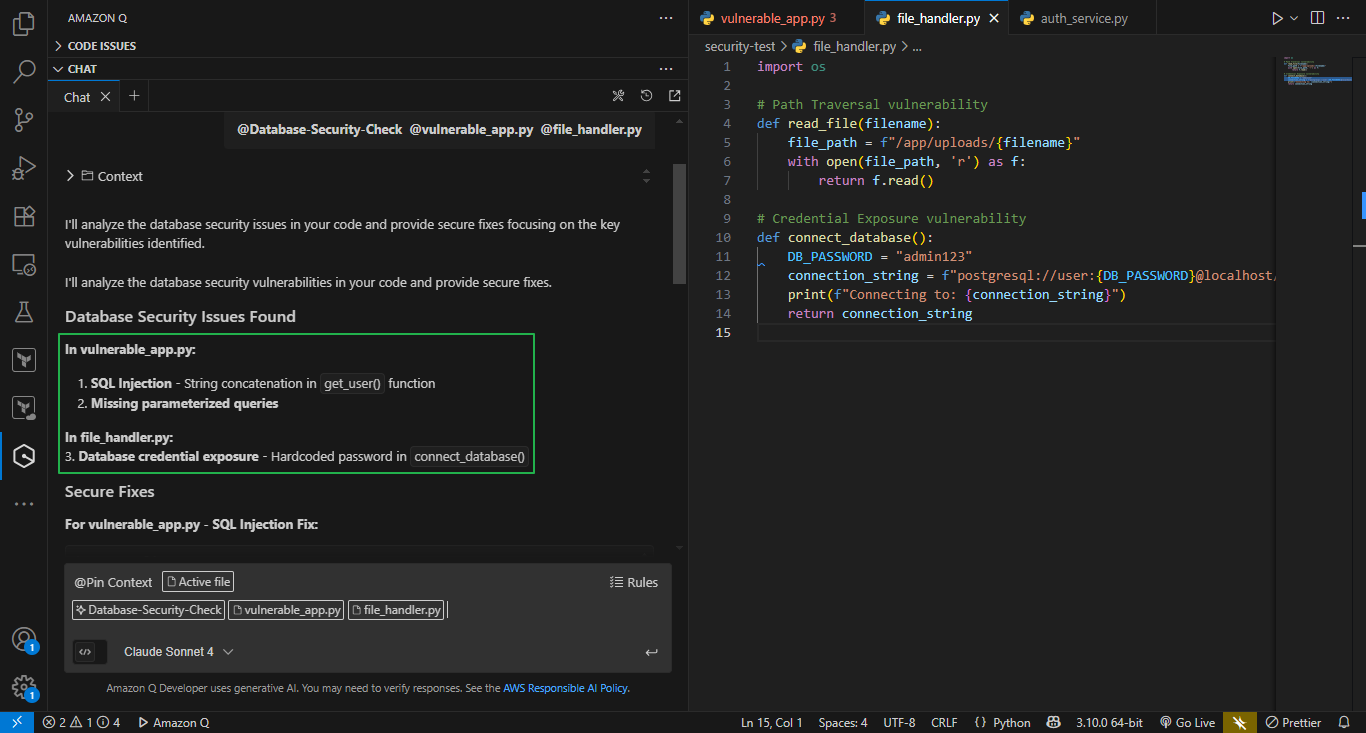 AMAZON Q
CODE ISSUES
CHAT
Chat
@Database-Security-Check @vulnerable_app.py @file_handler.py
Context
I'll analyze the database security issues in your code and provide secure fixes focusing on the key
vulnerabilities identified.
I'll analyze the database security vulnerabilities in your code and provide secure fixes.
Database Security Issues Found
In vulnerable_app.py:
1. SQL Injection - String concatenation in get_user() function
2. Missing parameterized queries
In file_handler.py:
3. Database credential exposure - Hardcoded password in connect_database()
Secure Fixes
For vulnerable_app.py - SQL Injection Fix:
@Pin Context Active file Rules
Database-Security-Check vulnerable_app.py file_handler.py
Claude Sonnet 4
Amazon Q Developer uses generative AI. You may need to verify responses. See the AWS Responsible AI Policy.
1
1
vulnerable_app.py 3 file_handler.py auth_service.py
security-test > file_handler.py > ...
1 import os
2
3 # Path Traversal vulnerability
4 def read_file(filename):
5 file_path = f"/app/uploads/{filename}"
6 with open(file_path, 'r') as f:
7 return f.read()
8
9 # Credential Exposure vulnerability
10 def connect_database():
11 DB_PASSWORD = "admin123"
12 connection_string = f"postgresql://user:{DB_PASSWORD}@localhost/
13 print(f"Connecting to: {connection_string}")
14 return connection_string
15
2 1 4 Amazon Q Ln 15, Col 1 Spaces: 4 UTF-8 CRLF {} Python 3.10.0 64-bit Go Live Prettier